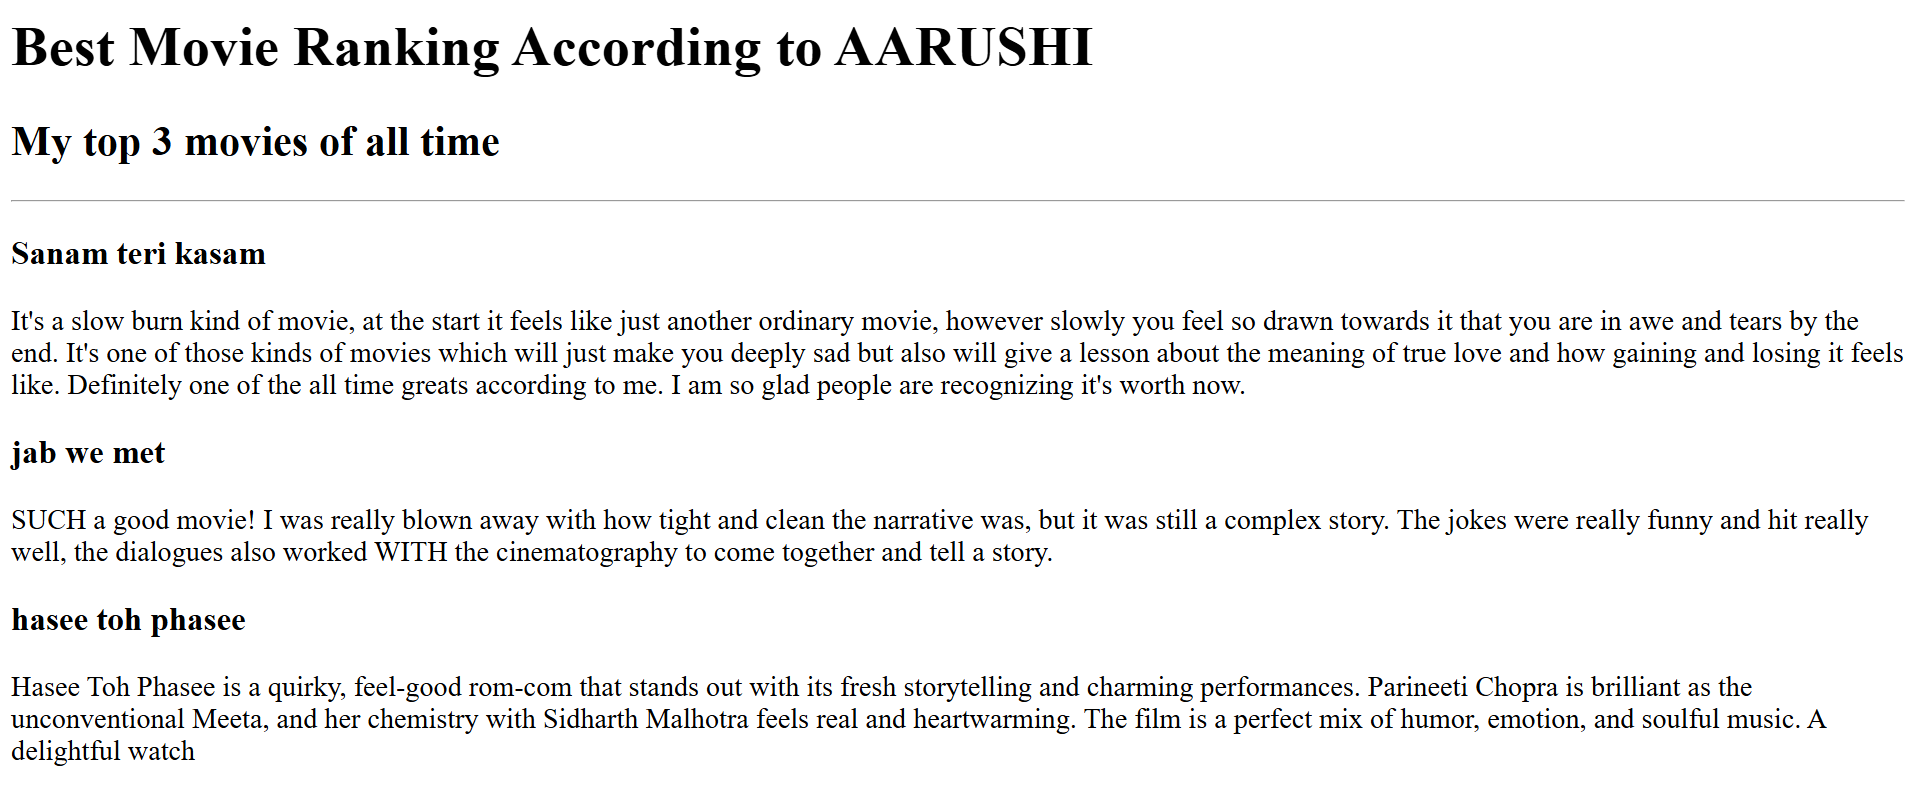 Best Movie Ranking According to AARUSHI
My top 3 movies of all time
Sanam teri kasam
It's a slow burn kind of movie, at the start it feels like just another ordinary movie, however slowly you feel so drawn towards it that you are in awe and tears by the
end. It's one of those kinds of movies which will just make you deeply sad but also will give a lesson about the meaning of true love and how gaining and losing it feels
like. Definitely one of the all time greats according to me. I am so glad people are recognizing it's worth now.
jab we met
SUCH a good movie! I was really blown away with how tight and clean the narrative was, but it was still a complex story. The jokes were really funny and hit really
well, the dialogues also worked WITH the cinematography to come together and tell a story.
hasee toh phasee
Hasee Toh Phasee is a quirky, feel-good rom-com that stands out with its fresh storytelling and charming performances. Parineeti Chopra is brilliant as the
unconventional Meeta, and her chemistry with Sidharth Malhotra feels real and heartwarming. The film is a perfect mix of humor, emotion, and soulful music. A
delightful watch